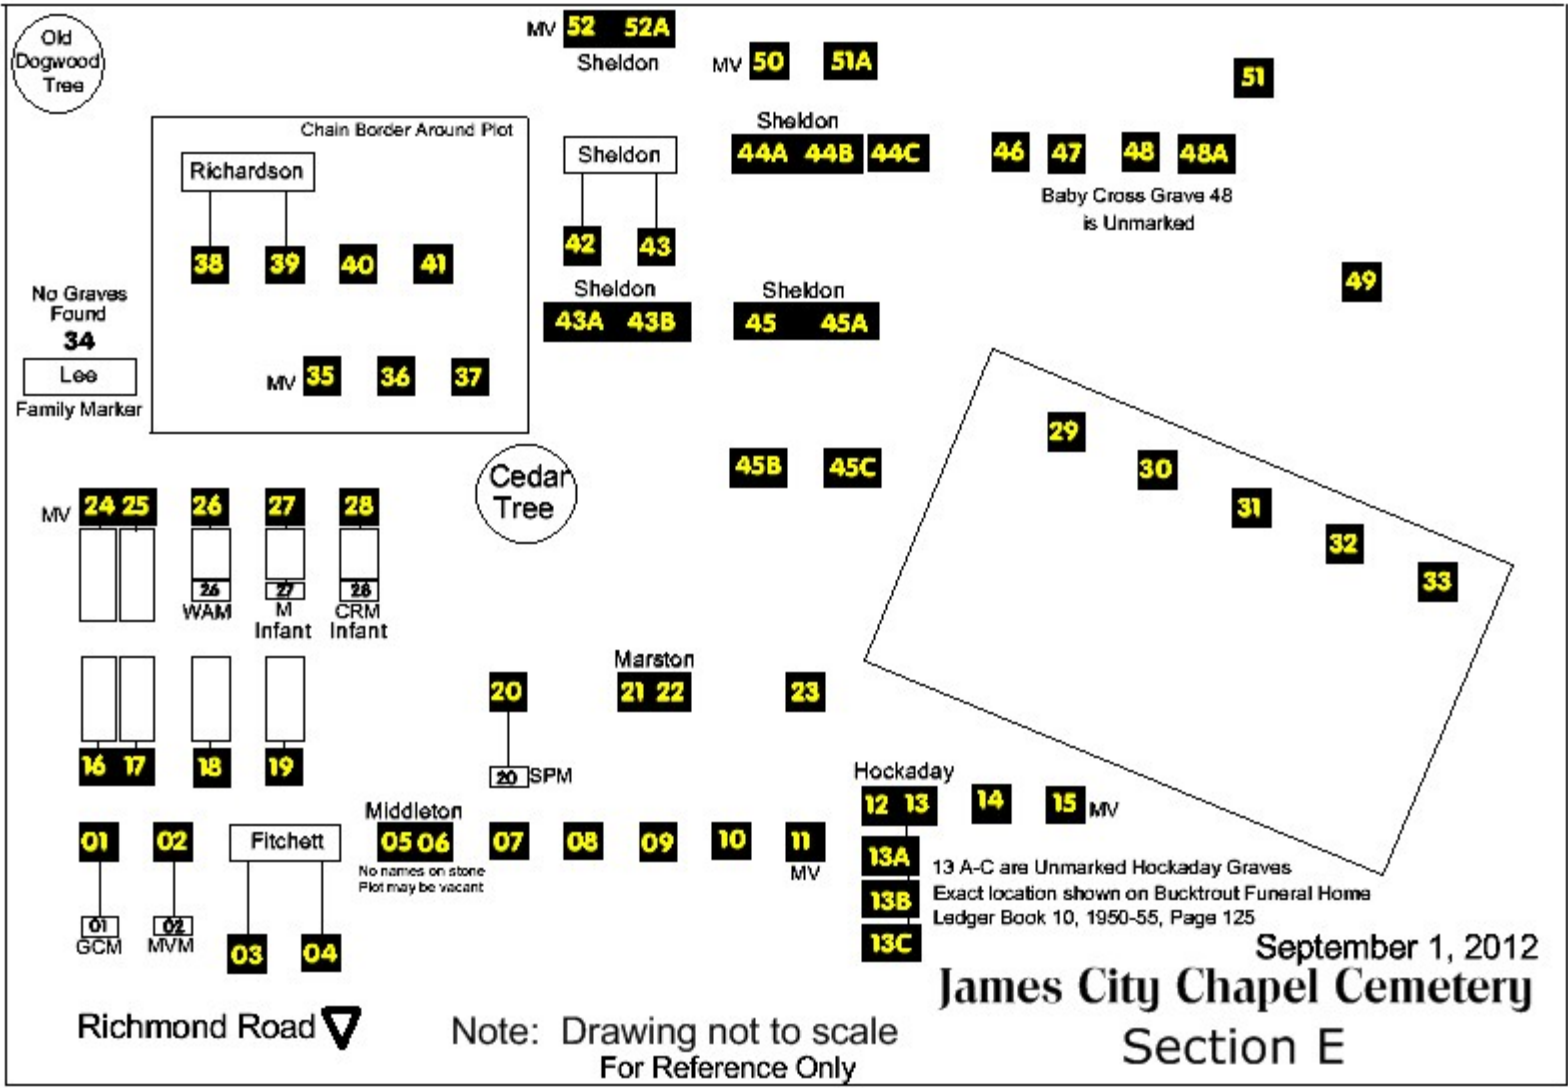 Old
Dogwood
Tree
MV 52 52A
Sheldon
MV 50 51A
51
Chain Border Around Plot
Richardson
38 39 40 41
MV 35 36 37
Sheldon
42 43
Sheldon
43A 43B
Sheldon
44A 44B 44C
46 47 48 48A
Baby Cross Grave 48
is Unmarked
Sheldon
45 45A
49
No Graves
Found
34
Lee
Family Marker
Cedar
Tree
45B 45C
29
30
31
32
33
MV 24 25 26 27 28
26 27 28
WAM M CRM
Infant Infant
20
Marston
21 22
23
20 SPM
16 17 18 19
Hockaday
12 13 14 15 MV
01 02
Fitchett
Middleton
05 06 07 08 09 10 11
No names on stone
Plot may be vacant
MV
13A
13B
13C
13 A-C are Unmarked Hockaday Graves
Exact location shown on Bucktrout Funeral Home
Ledger Book 10, 1950-55, Page 125
01 02
GCM MVM
03 04
September 1, 2012
James City Chapel Cemetery
Section E
Richmond Road
Note: Drawing not to scale
For Reference Only